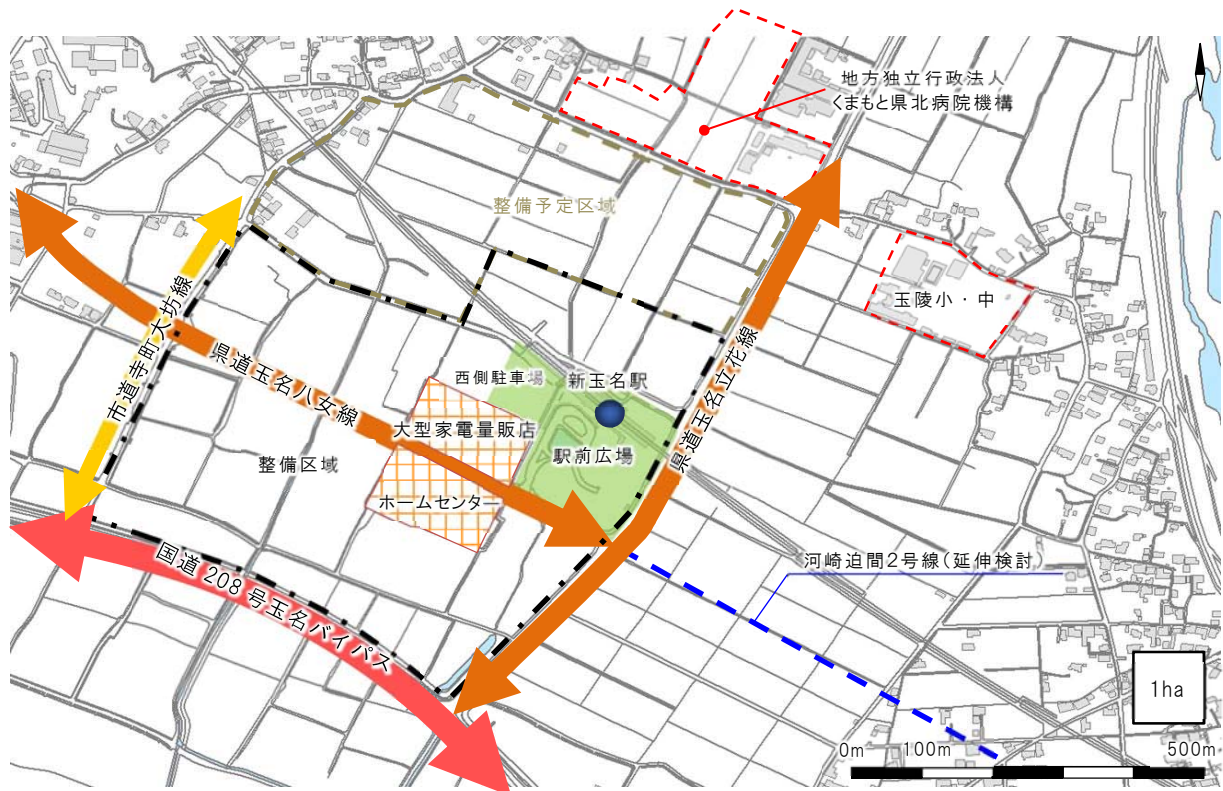 地方独立行政法人
くまもと県北病院機構
整備予定区域
玉陵小・中
市道寺町大坊線
県道玉名八女線
西側駐車場
新玉名駅
県道玉名立花線
大型家電量販店
駅前広場
整備区域
ホームセンター
国道208号玉名バイパス
河崎迫間2号線(延伸検討)
1ha
0m 100m 500m